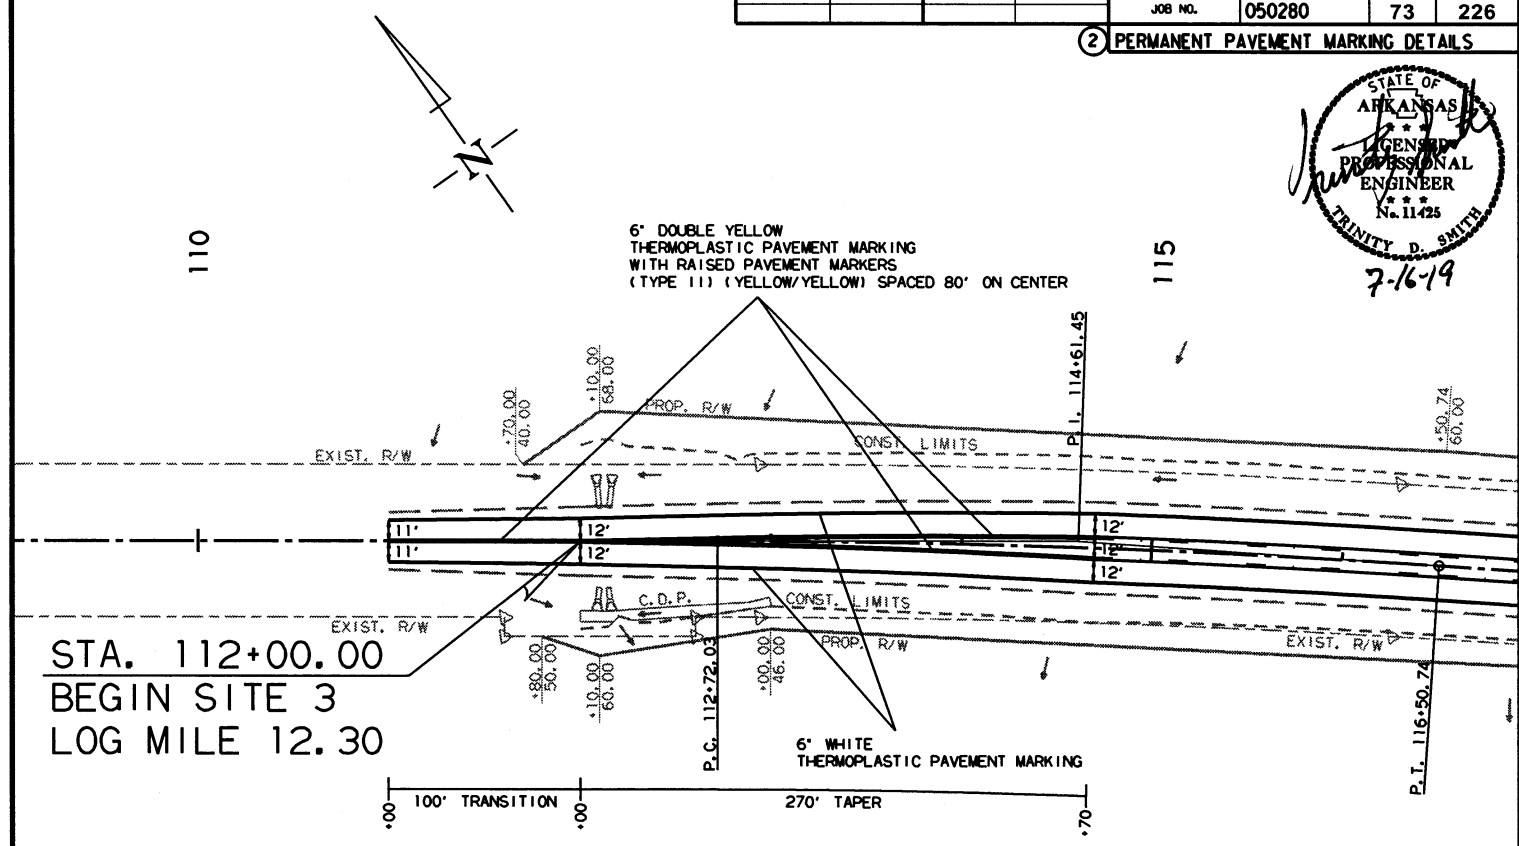 JOB NO. 050280 73 226
2 PERMANENT PAVEMENT MARKING DETAILS
STATE OF
ARKANSAS
★ ★ ★
LICENSED
PROFESSIONAL
ENGINEER
★ ★ ★
No. 11425
TRINITY D. SMITH
7-16-19
N
110
115
6" DOUBLE YELLOW
THERMOPLASTIC PAVEMENT MARKING
WITH RAISED PAVEMENT MARKERS
(TYPE II) (YELLOW/YELLOW) SPACED 80' ON CENTER
P.I. 114+61.45
+10.00
68.00
+70.00
40.00
+50.74
60.00
PROP. R/W
CONST. LIMITS
EXIST. R/W
11'
12'
12'
11'
12'
12'
12'
C.D.P.
CONST. LIMITS
EXIST. R/W
PROP. R/W
EXIST. R/W
STA. 112+00.00
BEGIN SITE 3
LOG MILE 12.30
+80.00
50.00
+10.00
60.00
P.C. 112+72.03
+00.00
46.00
P.T. 116+50.74
6" WHITE
THERMOPLASTIC PAVEMENT MARKING
100' TRANSITION
270' TAPER
+00
+00
+70